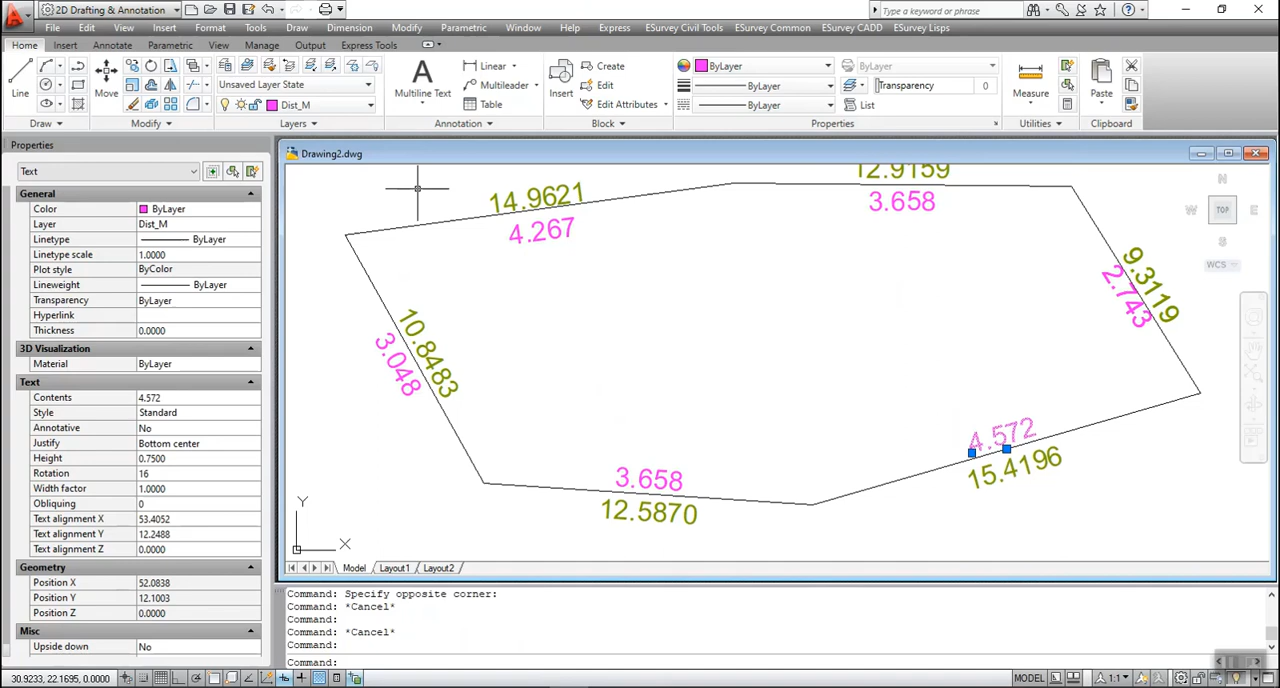 2D Drafting & Annotation
Type a keyword or phrase
File Edit View Insert Format Tools Draw Dimension Modify Parametric Window Help Express ESurvey Civil Tools ESurvey Common ESurvey CADD ESurvey Lisps
Home Insert Annotate Parametric View Manage Output Express Tools
Line
Move
Unsaved Layer State
Dist_M
Multiline Text
Linear
Multileader
Table
Insert
Create
Edit
Edit Attributes
ByLayer
ByLayer
ByLayer
ByLayer
Transparency 0
List
Measure
Paste
Draw Modify Layers Annotation Block Properties Utilities Clipboard
Properties
Text
General
Color ByLayer
Layer Dist_M
Linetype ByLayer
Linetype scale 1.0000
Plot style ByColor
Lineweight ByLayer
Transparency ByLayer
Hyperlink
Thickness 0.0000
3D Visualization
Material ByLayer
Text
Contents 4.572
Style Standard
Annotative No
Justify Bottom center
Height 0.7500
Rotation 16
Width factor 1.0000
Obliquing 0
Text alignment X 53.4052
Text alignment Y 12.2488
Text alignment Z 0.0000
Geometry
Position X 52.0838
Position Y 12.1003
Position Z 0.0000
Misc
Upside down No
Drawing2.dwg
14.9621
4.267
12.9159
3.658
9.3119
2.743
10.8483
3.048
4.572
15.4196
3.658
12.5870
N
W TOP E
S
WCS
Y
X
Model Layout1 Layout2
Command: Specify opposite corner:
Command: *Cancel*
Command:
Command: *Cancel*
Command:
Command:
30.9233, 22.1695, 0.0000
MODEL
1:1